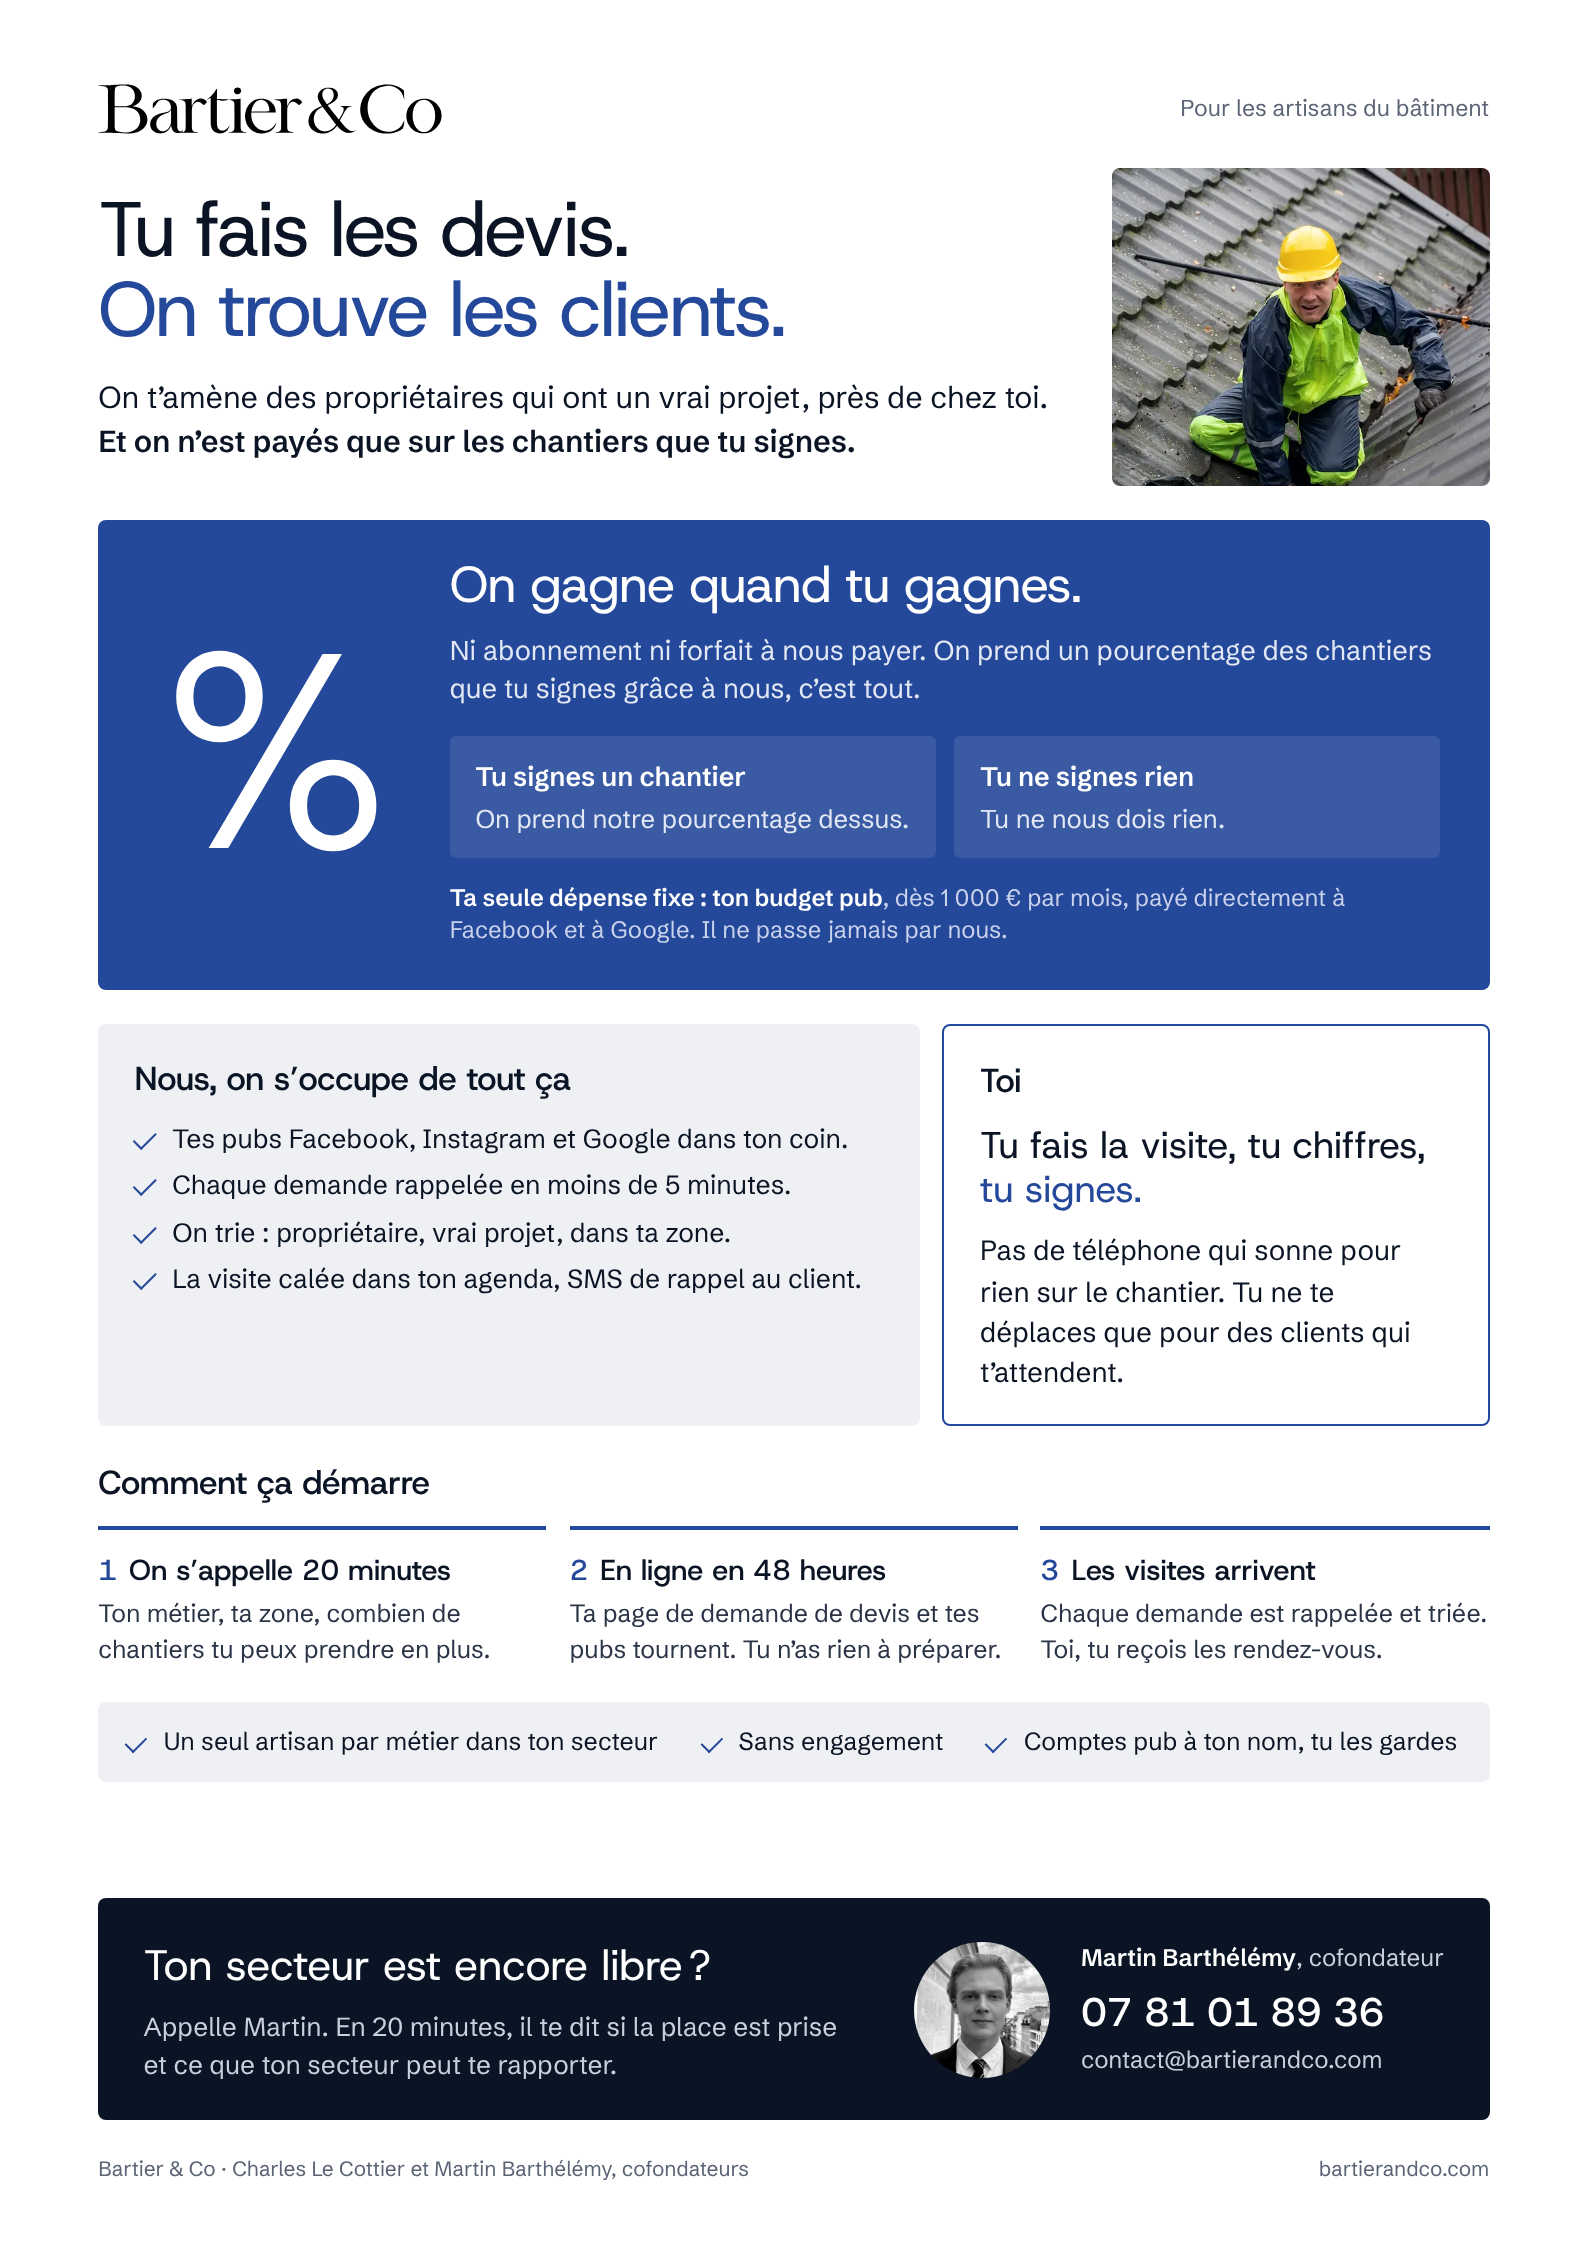 Bartier & Co
Pour les artisans du bâtiment
Tu fais les devis.
On trouve les clients.
On t’amène des propriétaires qui ont un vrai projet, près de chez toi.
Et on n’est payés que sur les chantiers que tu signes.
%
On gagne quand tu gagnes.
Ni abonnement ni forfait à nous payer. On prend un pourcentage des chantiers
que tu signes grâce à nous, c’est tout.
Tu signes un chantier
On prend notre pourcentage dessus.
Tu ne signes rien
Tu ne nous dois rien.
Ta seule dépense fixe : ton budget pub, dès 1 000 € par mois, payé directement à
Facebook et à Google. Il ne passe jamais par nous.
Nous, on s’occupe de tout ça
Tes pubs Facebook, Instagram et Google dans ton coin.
Chaque demande rappelée en moins de 5 minutes.
On trie : propriétaire, vrai projet, dans ta zone.
La visite calée dans ton agenda, SMS de rappel au client.
Toi
Tu fais la visite, tu chiffres,
tu signes.
Pas de téléphone qui sonne pour
rien sur le chantier. Tu ne te
déplaces que pour des clients qui
t’attendent.
Comment ça démarre
1 On s’appelle 20 minutes
Ton métier, ta zone, combien de
chantiers tu peux prendre en plus.
2 En ligne en 48 heures
Ta page de demande de devis et tes
pubs tournent. Tu n’as rien à préparer.
3 Les visites arrivent
Chaque demande est rappelée et triée.
Toi, tu reçois les rendez-vous.
Un seul artisan par métier dans ton secteur
Sans engagement
Comptes pub à ton nom, tu les gardes
Ton secteur est encore libre ?
Appelle Martin. En 20 minutes, il te dit si la place est prise
et ce que ton secteur peut te rapporter.
Martin Barthélémy, cofondateur
07 81 01 89 36
contact@bartierandco.com
Bartier & Co · Charles Le Cottier et Martin Barthélémy, cofondateurs
bartierandco.com